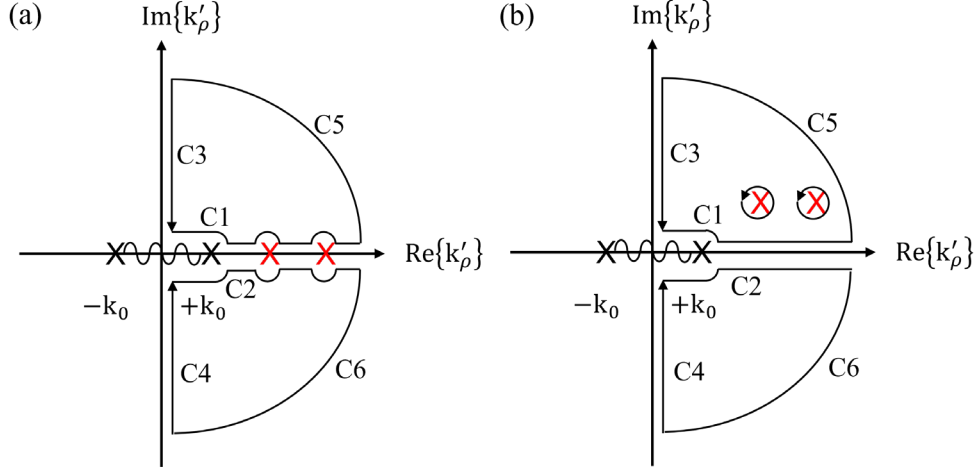 (a)
Im{k′ρ}
C5
C3
C1
Re{k′ρ}
C2
−k0
+k0
C4
C6
(b)
Im{k′ρ}
C5
C3
C1
Re{k′ρ}
C2
−k0
+k0
C4
C6